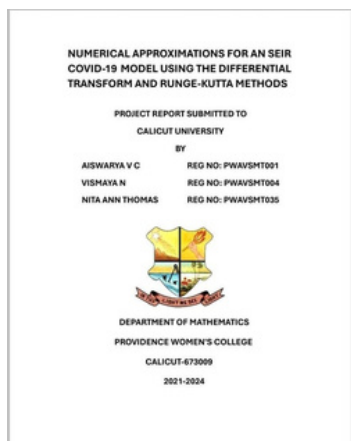 NUMERICAL APPROXIMATIONS FOR AN SEIR
COVID-19 MODEL USING THE DIFFERENTIAL
TRANSFORM AND RUNGE-KUTTA METHODS
PROJECT REPORT SUBMITTED TO
CALICUT UNIVERSITY
BY
AISWARYA V C REG NO: PWAVSMT001
VISMAYA N REG NO: PWAVSMT004
NITA ANN THOMAS REG NO: PWAVSMT035
LIGHT
DEPARTMENT OF MATHEMATICS
PROVIDENCE WOMEN'S COLLEGE
CALICUT-673009
2021-2024